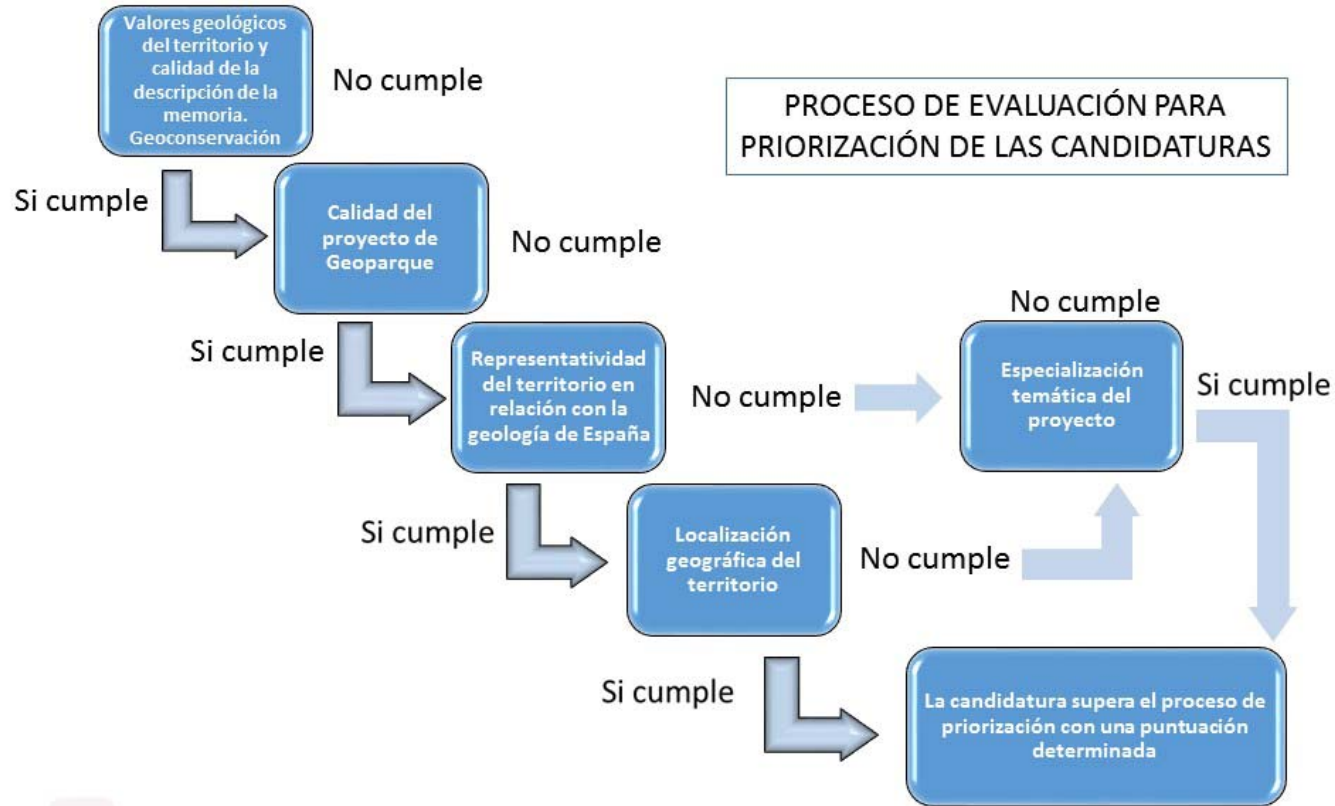 Valores geológicos
del territorio y
calidad de la
descripción de la
memoria.
Geoconservación
No cumple
PROCESO DE EVALUACIÓN PARA
PRIORIZACIÓN DE LAS CANDIDATURAS
Si cumple
Calidad del
proyecto de
Geoparque
No cumple
Si cumple
Representatividad
del territorio en
relación con la
geología de España
No cumple
No cumple
Especialización
temática del
proyecto
Si cumple
Si cumple
Localización
geográfica del
territorio
No cumple
Si cumple
La candidatura supera el proceso de
priorización con una puntuación
determinada